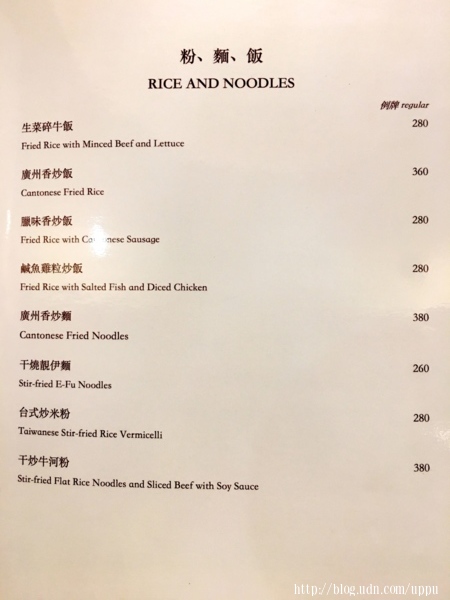 粉、麵、飯
RICE AND NOODLES
例牌 regular
生菜碎牛飯 280
Fried Rice with Minced Beef and Lettuce
廣州香炒飯 360
Cantonese Fried Rice
臘味香炒飯 280
Fried Rice with Cantonese Sausage
鹹魚雞粒炒飯 280
Fried Rice with Salted Fish and Diced Chicken
廣州香炒麵 380
Cantonese Fried Noodles
干燒靚伊麵 260
Stir-fried E-Fu Noodles
台式炒米粉 280
Taiwanese Stir-fried Rice Vermicelli
干炒牛河粉 380
Stir-fried Flat Rice Noodles and Sliced Beef with Soy Sauce
http://blog.udn.com/uppu